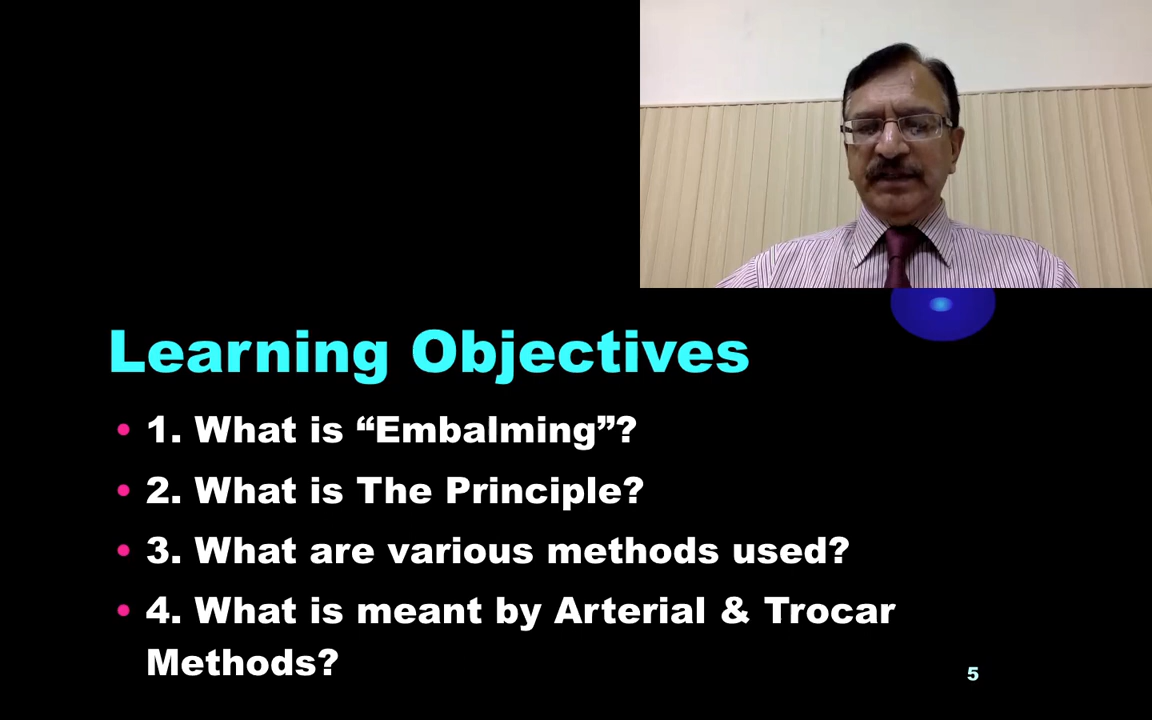 Learning Objectives
• 1. What is “Embalming”?
• 2. What is The Principle?
• 3. What are various methods used?
• 4. What is meant by Arterial & Trocar
Methods?
5